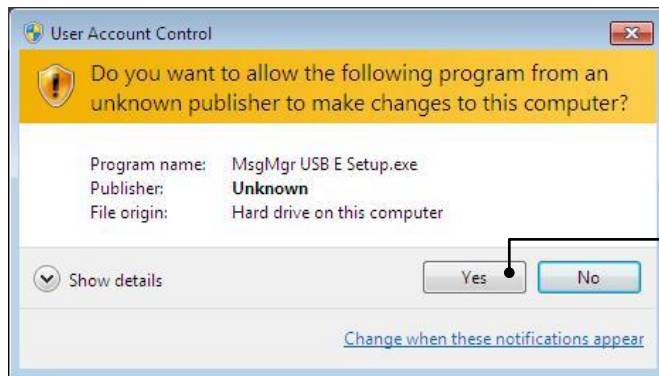 User Account Control
Do you want to allow the following program from an
unknown publisher to make changes to this computer?
Program name: MsgMgr USB E Setup.exe
Publisher: Unknown
File origin: Hard drive on this computer
Show details Yes No
Change when these notifications appear